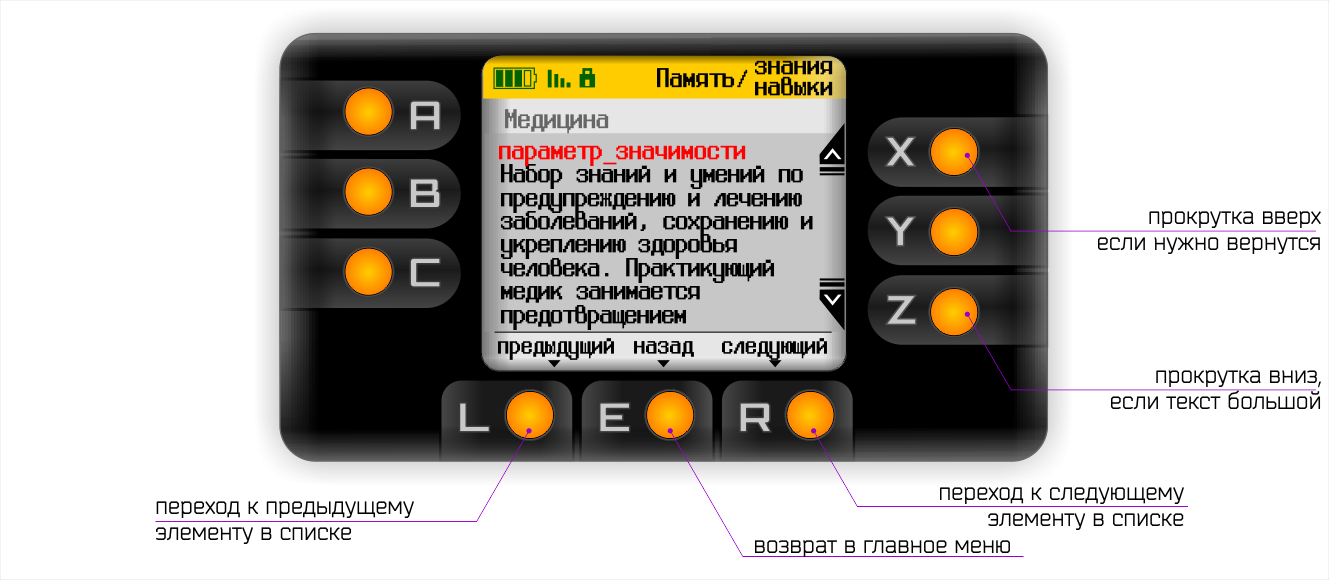 Память/
знания
навыки
A
B
C
Медицина
параметр_значимости
Набор знаний и умений по
предупреждению и лечению
заболеваний, сохранению и
укреплению здоровья
человека. Практикующий
медик занимается
предотвращением
предыдущий назад следующий
X
Y
Z
L E R
прокрутка вверх
если нужно вернутся
прокрутка вниз,
если текст большой
переход к предыдущему
элементу в списке
возврат в главное меню
переход к следующему
элементу в списке